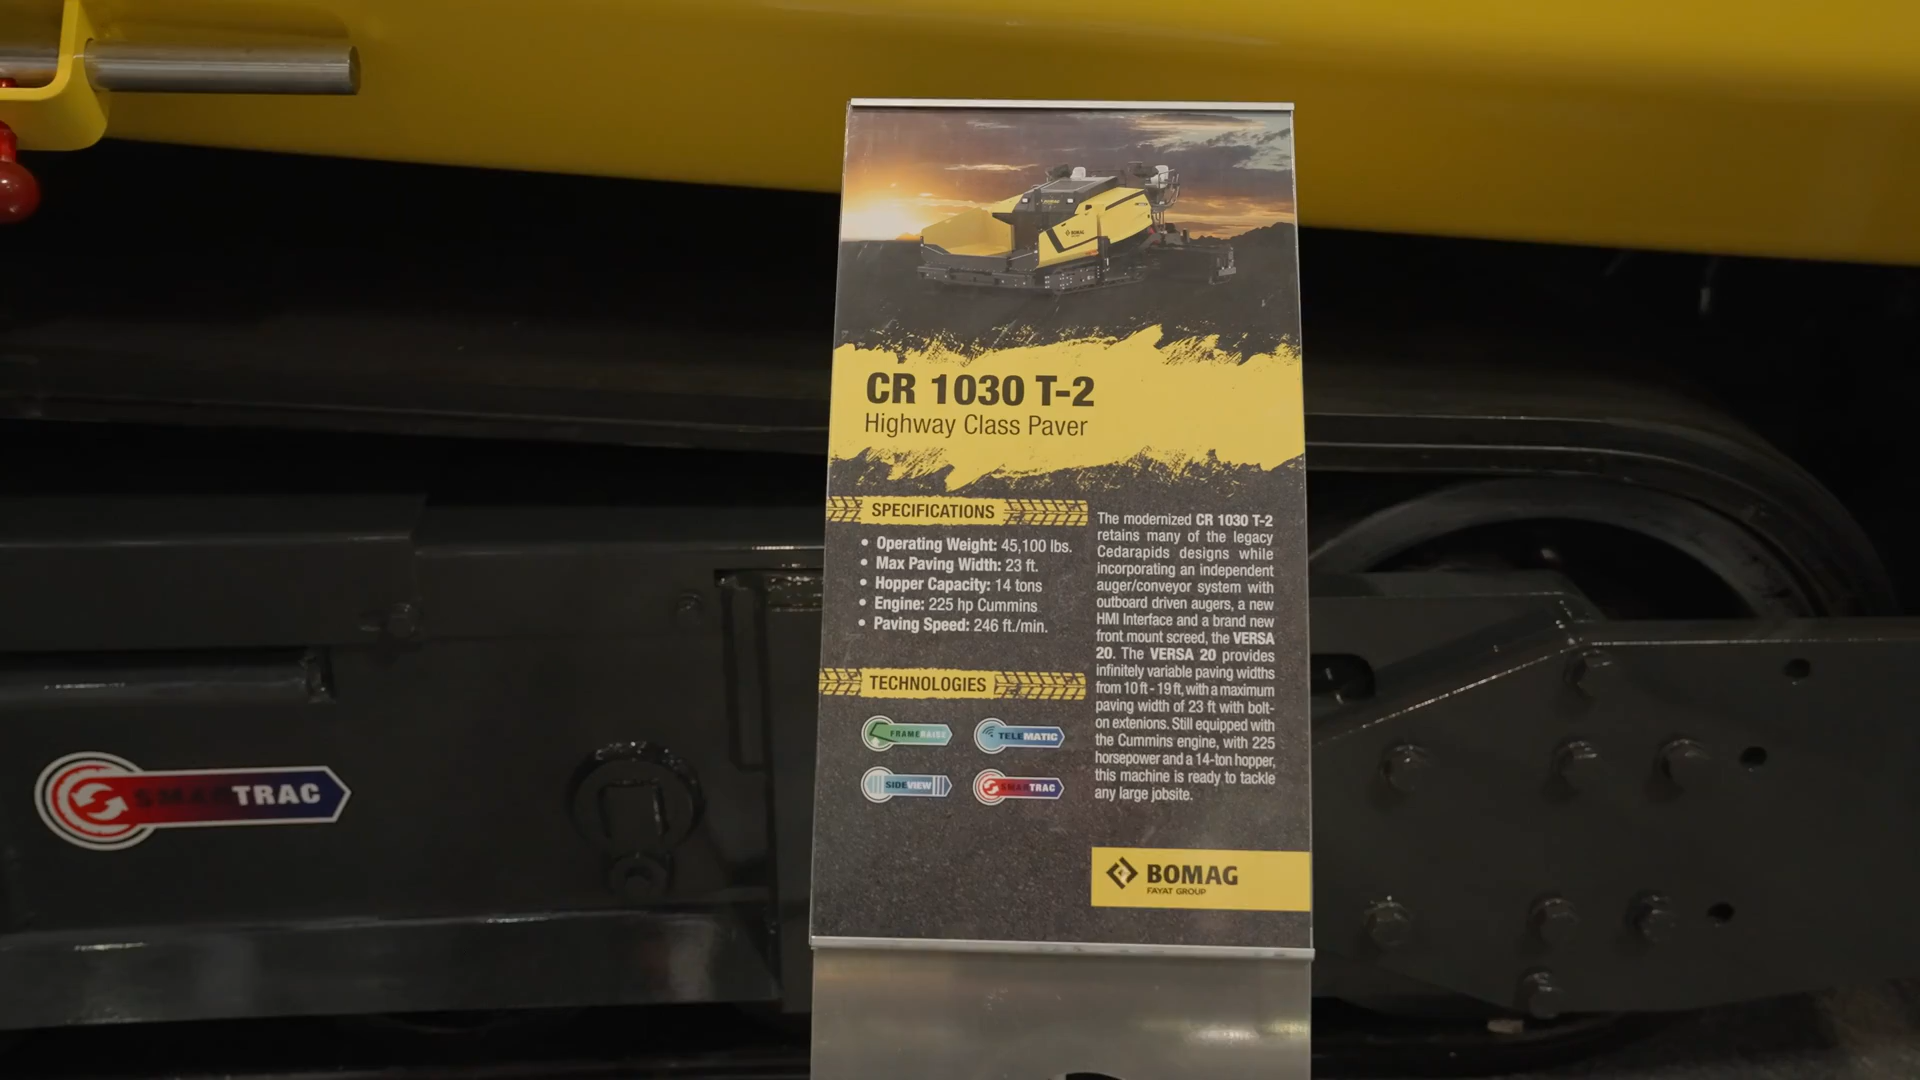 CR 1030 T-2
Highway Class Paver
SPECIFICATIONS
• Operating Weight: 45,100 lbs.
• Max Paving Width: 23 ft.
• Hopper Capacity: 14 tons
• Engine: 225 hp Cummins
• Paving Speed: 246 ft./min.
TECHNOLOGIES
FRAMERAISE
TELEMATIC
SIDEVIEW
SMARTRAC
The modernized CR 1030 T-2
retains many of the legacy
Cedarapids designs while
incorporating an independent
auger/conveyor system with
outboard driven augers, a new
HMI Interface and a brand new
front mount screed, the VERSA
20. The VERSA 20 provides
infinitely variable paving widths
from 10 ft - 19 ft, with a maximum
paving width of 23 ft with bolt-
on extenions. Still equipped with
the Cummins engine, with 225
horsepower and a 14-ton hopper,
this machine is ready to tackle
any large jobsite.
BOMAG
FAYAT GROUP
SMARTRAC
BOMAG